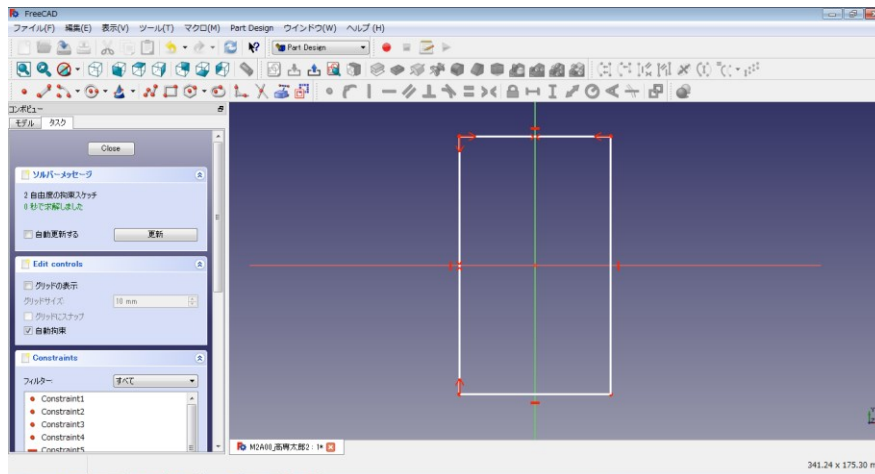 FreeCAD
ファイル(F) 編集(E) 表示(V) ツール(T) マクロ(M) Part Design ウインドウ(W) ヘルプ(H)
Part Design
コンボビュー
モデル タスク
Close
ソルバーメッセージ
2 自由度の拘束スケッチ
0 秒で求解しました
自動更新する 更新
Edit controls
グリッドの表示
グリッドサイズ: 10 mm
グリッドにスナップ
自動拘束
Constraints
フィルター: すべて
Constraint1
Constraint2
Constraint3
Constraint4
Constraint5
M2A00_高専太郎2 : 1*
341.24 x 175.30 m